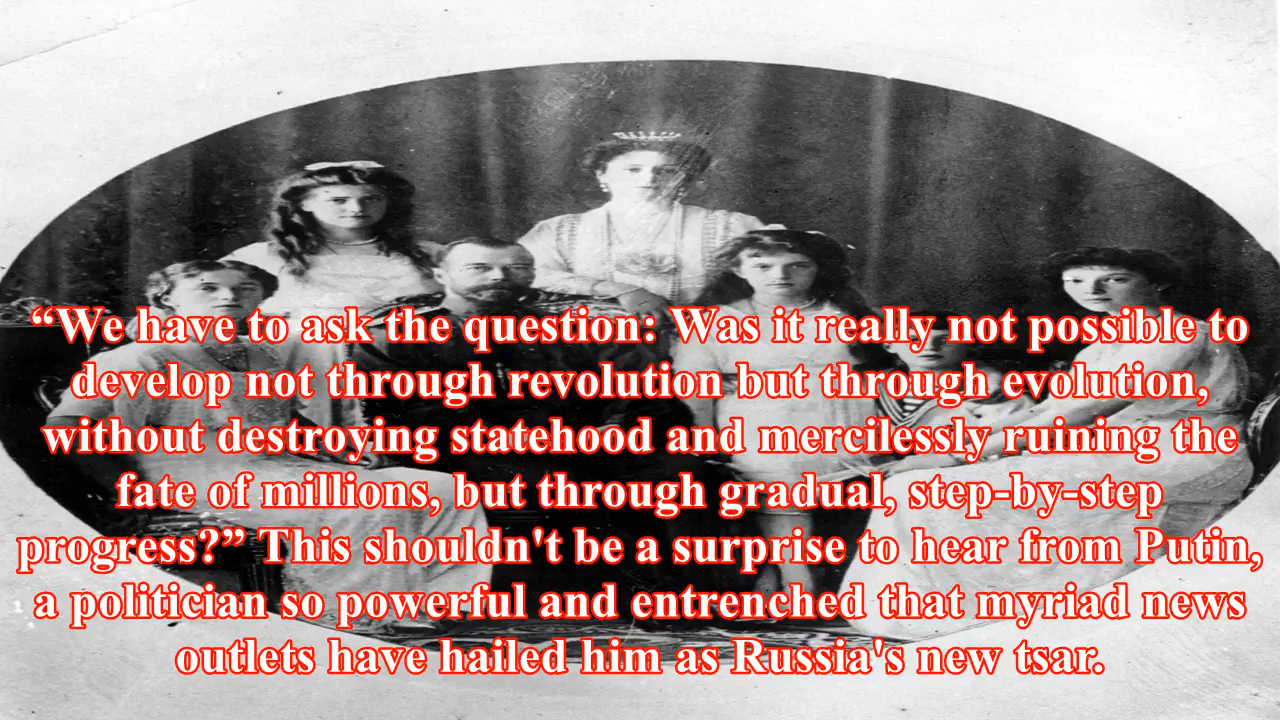 “We have to ask the question: Was it really not possible to
develop not through revolution but through evolution,
without destroying statehood and mercilessly ruining the
fate of millions, but through gradual, step-by-step
progress?” This shouldn't be a surprise to hear from Putin,
a politician so powerful and entrenched that myriad news
outlets have hailed him as Russia's new tsar.